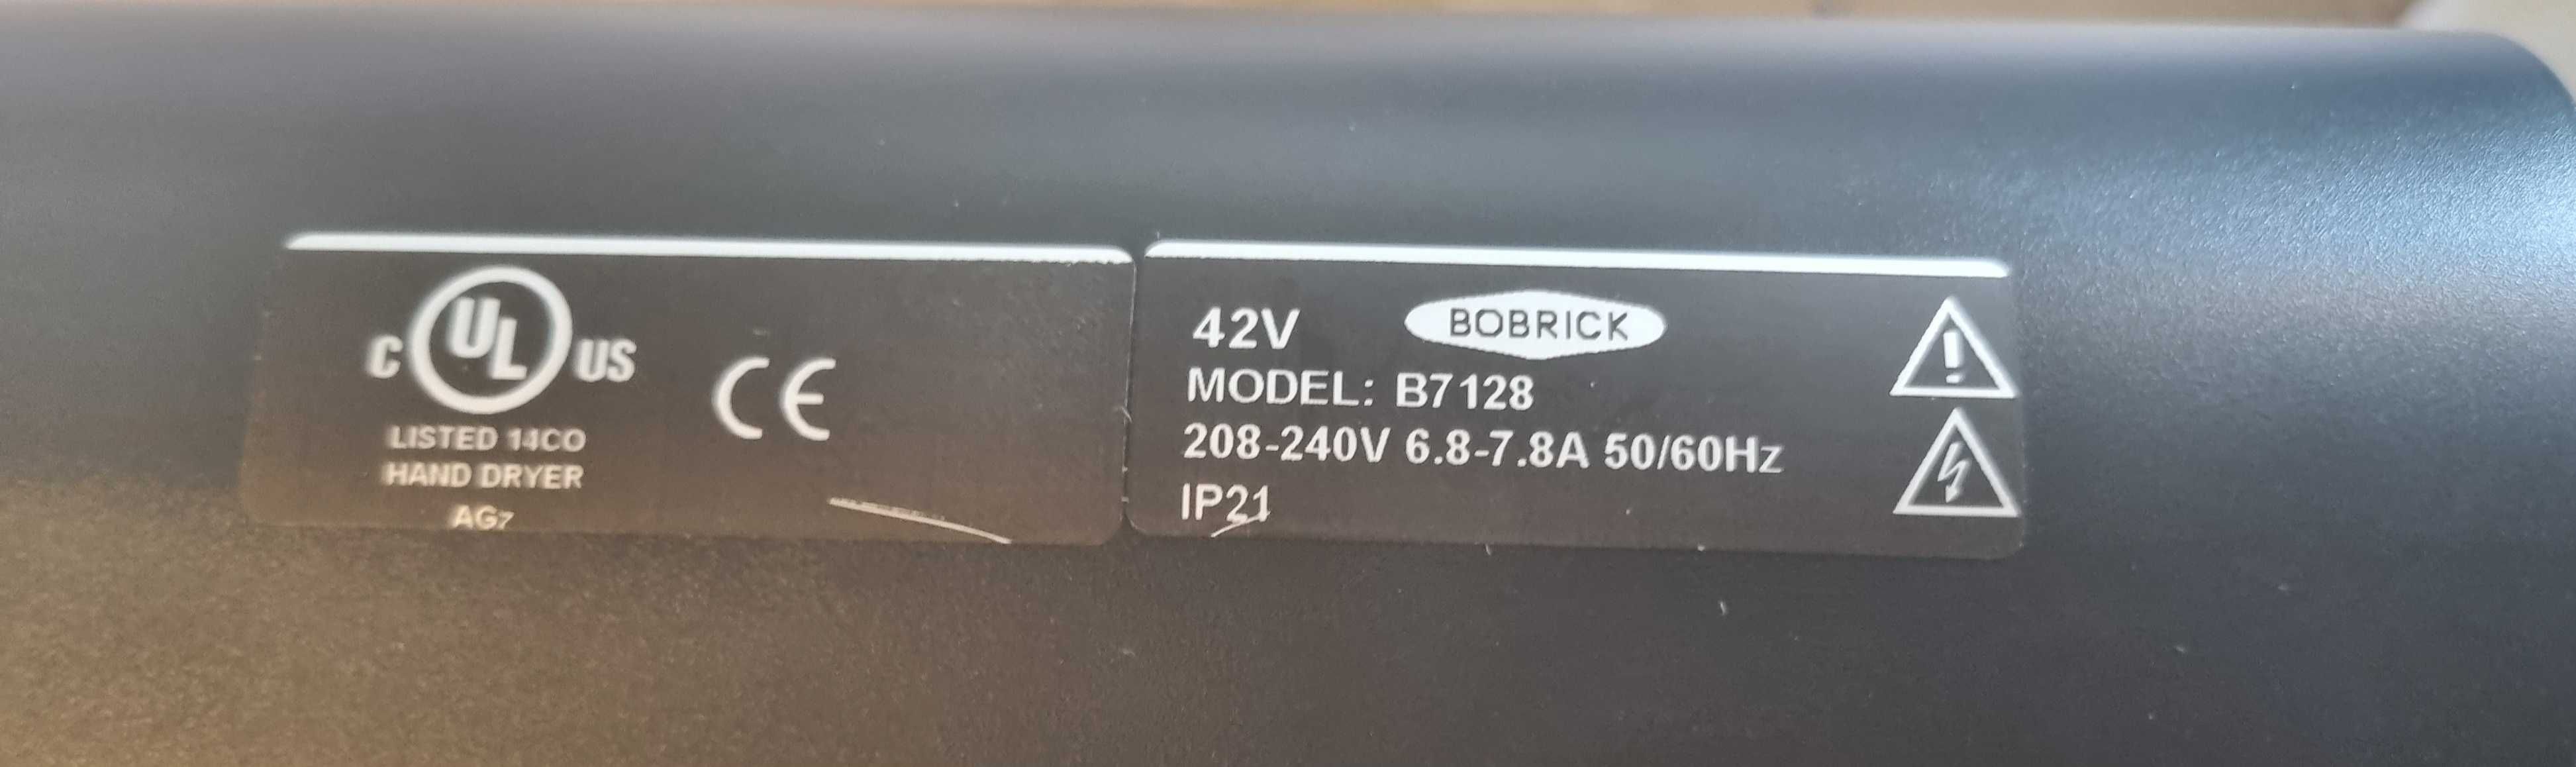 C UL US
CE
LISTED 14CO
HAND DRYER
AG7
42V BOBRICK
MODEL: B7128
208-240V 6.8-7.8A 50/60Hz
IP21